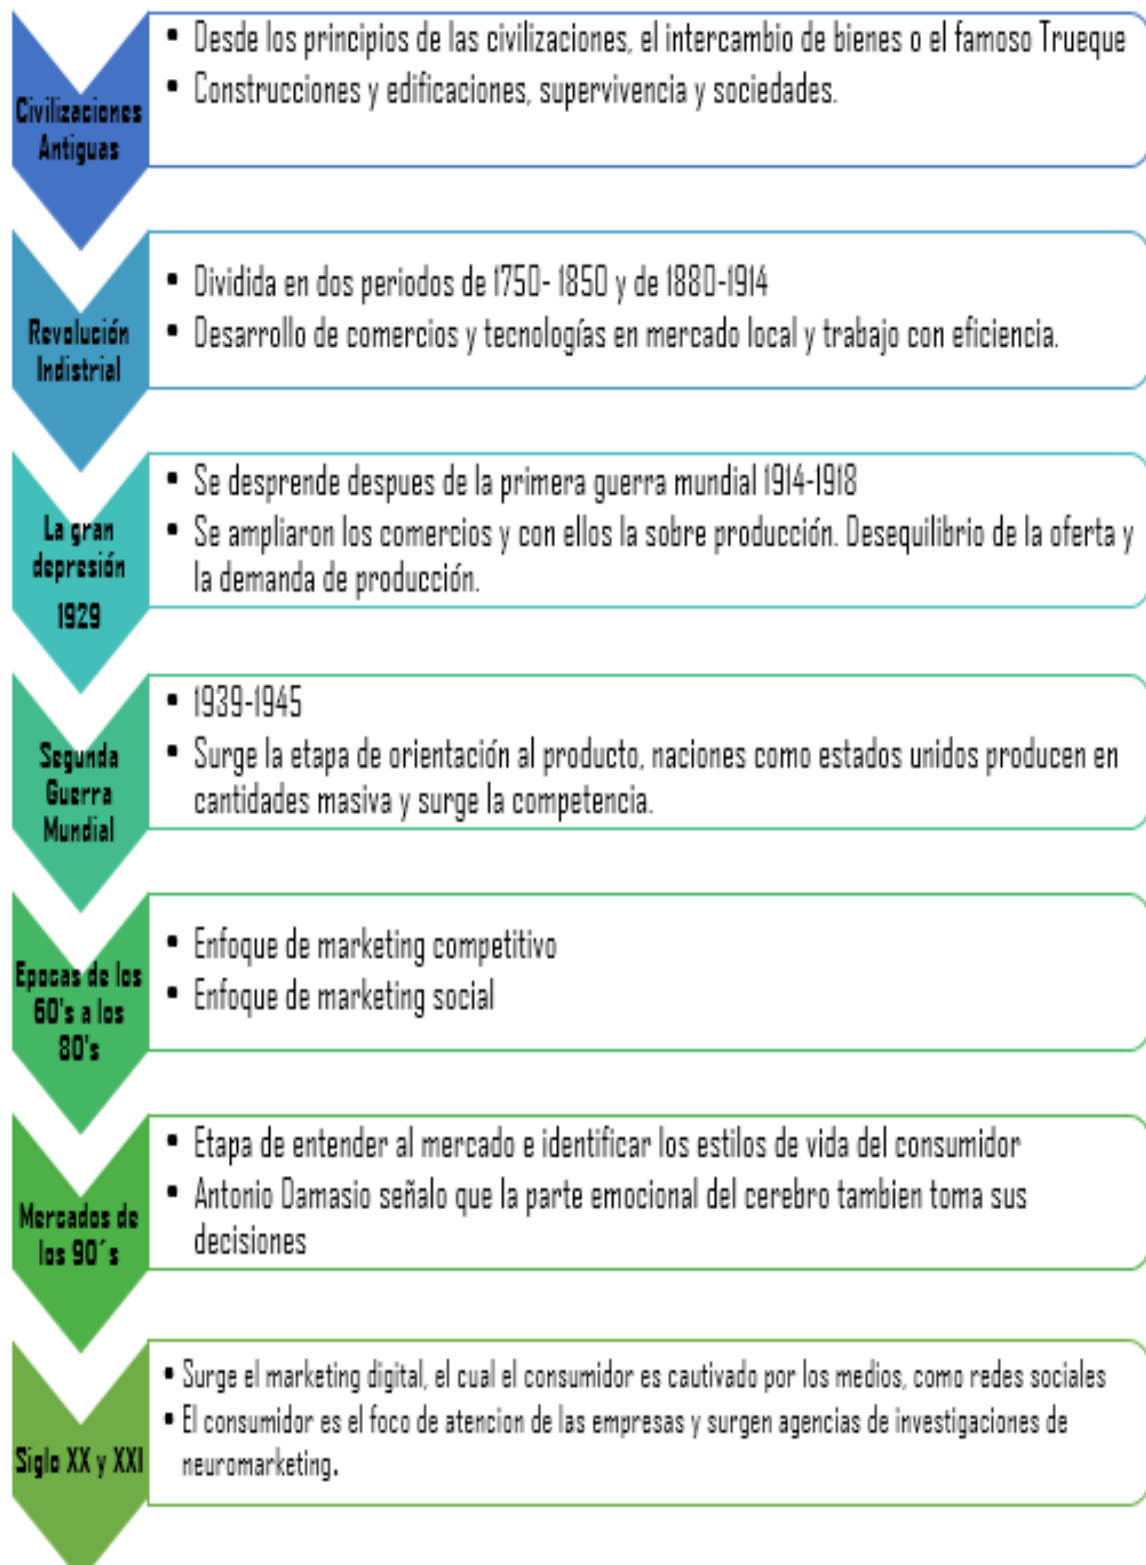 Civilizaciones
Antiguas
• Desde los principios de las civilizaciones, el intercambio de bienes o el famoso Trueque
• Construcciones y edificaciones, supervivencia y sociedades.
Revolución
Indistrial
• Dividida en dos periodos de 1750- 1850 y de 1880-1914
• Desarrollo de comercios y tecnologías en mercado local y trabajo con eficiencia.
La gran
depresión
1929
• Se desprende despues de la primera guerra mundial 1914-1918
• Se ampliaron los comercios y con ellos la sobre producción. Desequilibrio de la oferta y
la demanda de producción.
Segunda
Guerra
Mundial
• 1939-1945
• Surge la etapa de orientación al producto, naciones como estados unidos producen en
cantidades masiva y surge la competencia.
Epocas de los
60's a los
80's
• Enfoque de marketing competitivo
• Enfoque de marketing social
Mercados de
los 90´s
• Etapa de entender al mercado e identificar los estilos de vida del consumidor
• Antonio Damasio señalo que la parte emocional del cerebro tambien toma sus
decisiones
Siglo XX y XXI
• Surge el marketing digital, el cual el consumidor es cautivado por los medios, como redes sociales
• El consumidor es el foco de atencion de las empresas y surgen agencias de investigaciones de
neuromarketing.